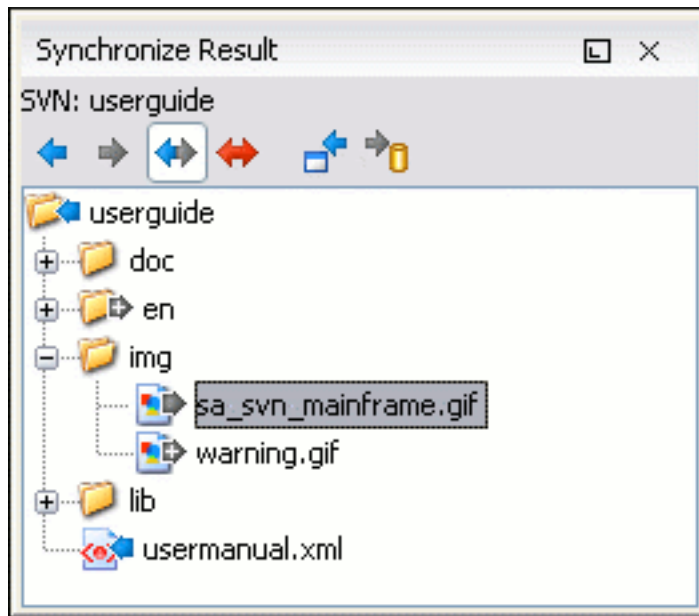 Synchronize Result
SVN: userguide
userguide
doc
en
img
sa_svn_mainframe.gif
warning.gif
lib
usermanual.xml